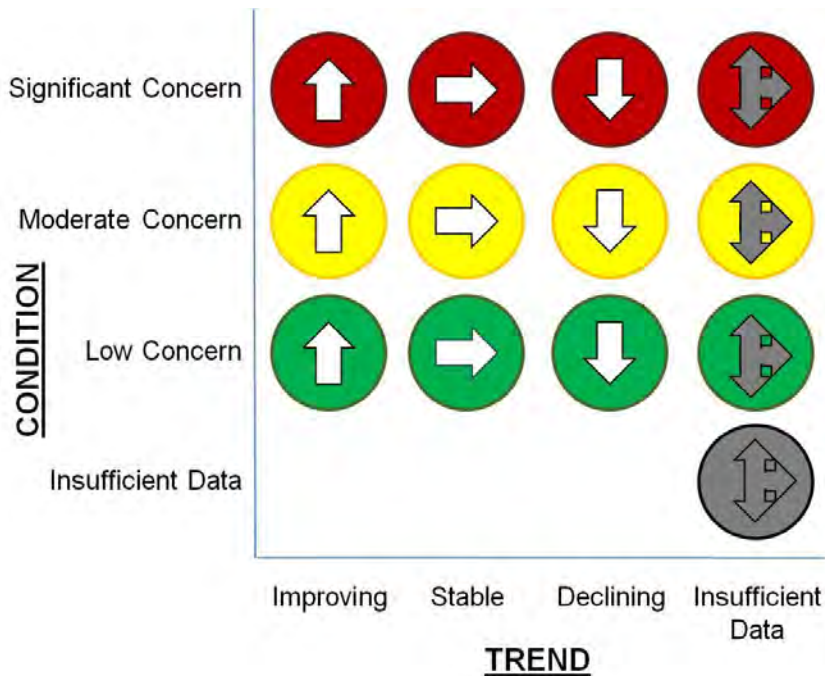 Significant Concern
Moderate Concern
Low Concern
Insufficient Data
CONDITION
Improving
Stable
Declining
Insufficient
Data
TREND